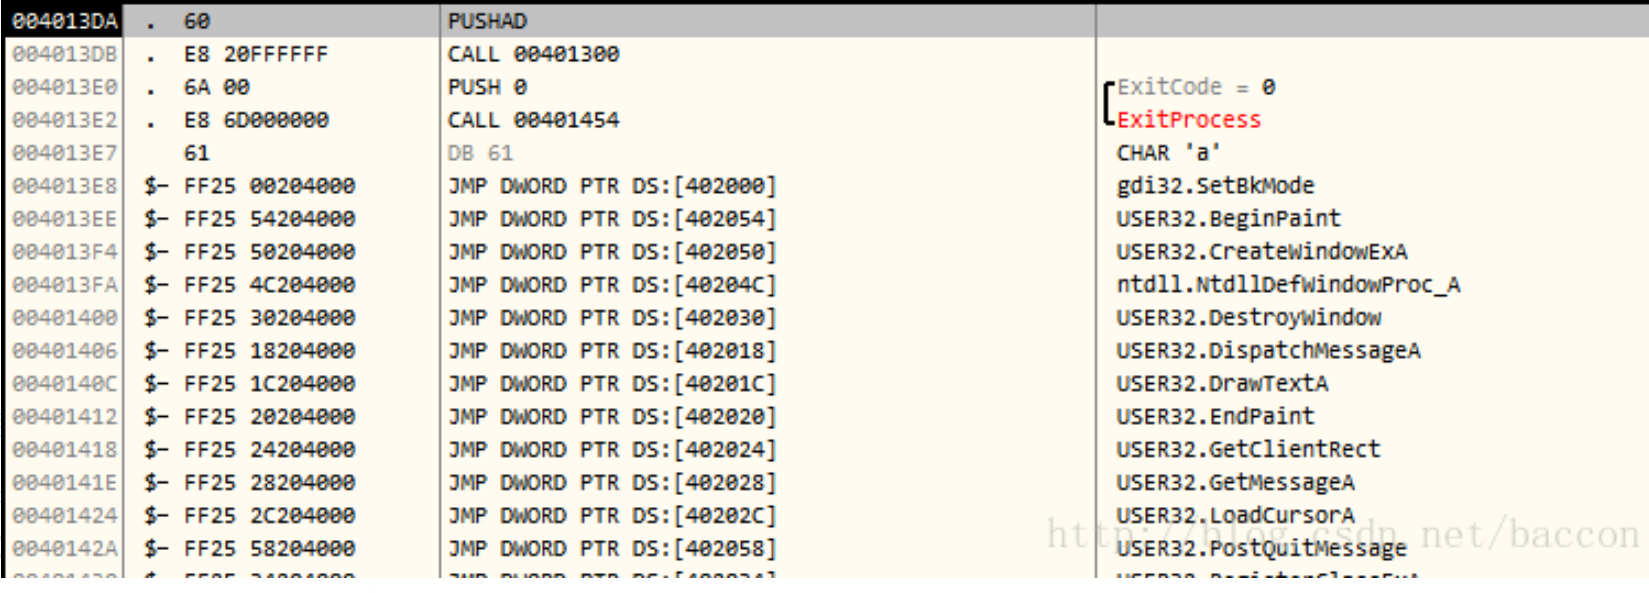 004013DA . 60 PUSHAD
004013DB . E8 20FFFFFF CALL 00401300
004013E0 . 6A 00 PUSH 0 ExitCode = 0
004013E2 . E8 6D000000 CALL 00401454 ExitProcess
004013E7 61 DB 61 CHAR 'a'
004013E8 $- FF25 00204000 JMP DWORD PTR DS:[402000] gdi32.SetBkMode
004013EE $- FF25 54204000 JMP DWORD PTR DS:[402054] USER32.BeginPaint
004013F4 $- FF25 50204000 JMP DWORD PTR DS:[402050] USER32.CreateWindowExA
004013FA $- FF25 4C204000 JMP DWORD PTR DS:[40204C] ntdll.NtdllDefWindowProc_A
00401400 $- FF25 30204000 JMP DWORD PTR DS:[402030] USER32.DestroyWindow
00401406 $- FF25 18204000 JMP DWORD PTR DS:[402018] USER32.DispatchMessageA
0040140C $- FF25 1C204000 JMP DWORD PTR DS:[40201C] USER32.DrawTextA
00401412 $- FF25 20204000 JMP DWORD PTR DS:[402020] USER32.EndPaint
00401418 $- FF25 24204000 JMP DWORD PTR DS:[402024] USER32.GetClientRect
0040141E $- FF25 28204000 JMP DWORD PTR DS:[402028] USER32.GetMessageA
00401424 $- FF25 2C204000 JMP DWORD PTR DS:[40202C] USER32.LoadCursorA
0040142A $- FF25 58204000 JMP DWORD PTR DS:[402058] USER32.PostQuitMessage
http://blog.csdn.net/baccon